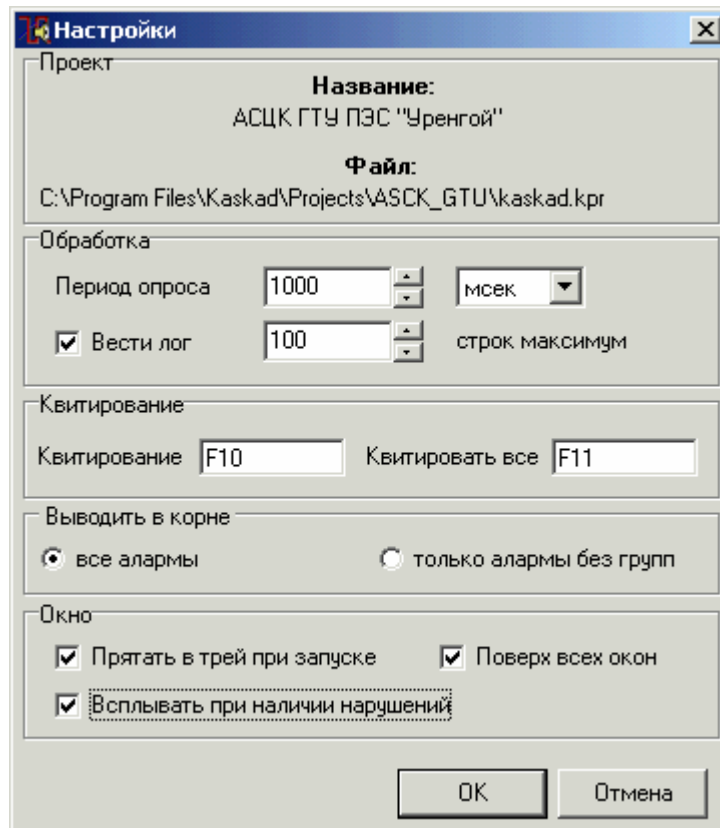 Настройки
Проект
Название:
АСЦК ГТУ ПЭС "Уренгой"
Файл:
C:\Program Files\Kaskad\Projects\ASCK_GTU\kaskad.kpr
Обработка
Период опроса 1000 мсек
Вести лог 100 строк максимум
Квитирование
Квитирование F10 Квитировать все F11
Выводить в корне
все алармы только алармы без групп
Окно
Прятать в трей при запуске Поверх всех окон
Всплывать при наличии нарушений
OK Отмена